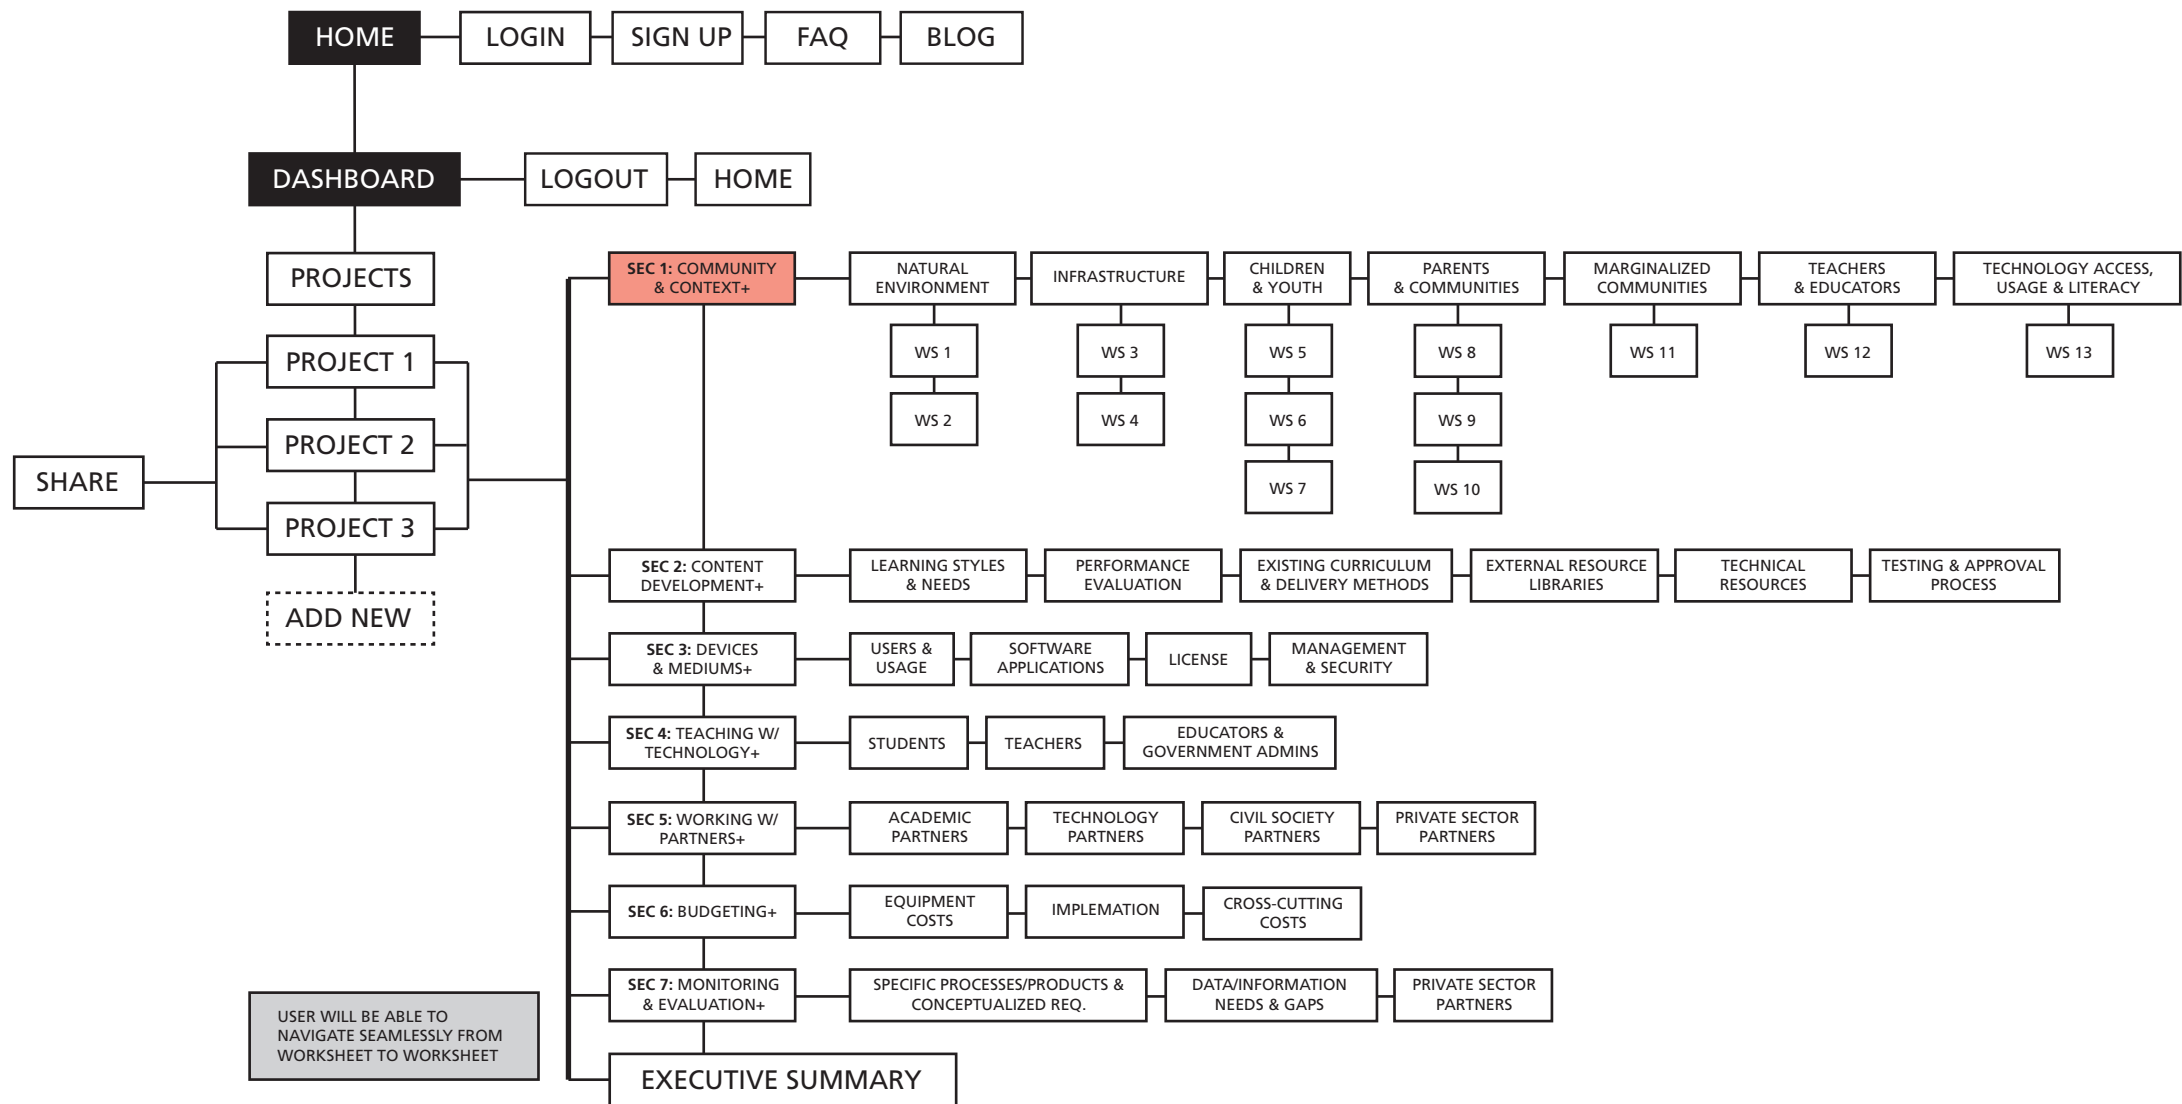 HOME
LOGIN
SIGN UP
FAQ
BLOG
DASHBOARD
LOGOUT
HOME
PROJECTS
PROJECT 1
PROJECT 2
PROJECT 3
ADD NEW
SHARE
SEC 1: COMMUNITY
& CONTEXT+
NATURAL
ENVIRONMENT
INFRASTRUCTURE
CHILDREN
& YOUTH
PARENTS
& COMMUNITIES
MARGINALIZED
COMMUNITIES
TEACHERS
& EDUCATORS
TECHNOLOGY ACCESS,
USAGE & LITERACY
WS 1
WS 2
WS 3
WS 4
WS 5
WS 6
WS 7
WS 8
WS 9
WS 10
WS 11
WS 12
WS 13
SEC 2: CONTENT
DEVELOPMENT+
LEARNING STYLES
& NEEDS
PERFORMANCE
EVALUATION
EXISTING CURRICULUM
& DELIVERY METHODS
EXTERNAL RESOURCE
LIBRARIES
TECHNICAL
RESOURCES
TESTING & APPROVAL
PROCESS
SEC 3: DEVICES
& MEDIUMS+
USERS &
USAGE
SOFTWARE
APPLICATIONS
LICENSE
MANAGEMENT
& SECURITY
SEC 4: TEACHING W/
TECHNOLOGY+
STUDENTS
TEACHERS
EDUCATORS &
GOVERNMENT ADMINS
SEC 5: WORKING W/
PARTNERS+
ACADEMIC
PARTNERS
TECHNOLOGY
PARTNERS
CIVIL SOCIETY
PARTNERS
PRIVATE SECTOR
PARTNERS
SEC 6: BUDGETING+
EQUIPMENT
COSTS
IMPLEMATION
CROSS-CUTTING
COSTS
SEC 7: MONITORING
& EVALUATION+
SPECIFIC PROCESSES/PRODUCTS &
CONCEPTUALIZED REQ.
DATA/INFORMATION
NEEDS & GAPS
PRIVATE SECTOR
PARTNERS
EXECUTIVE SUMMARY
USER WILL BE ABLE TO
NAVIGATE SEAMLESSLY FROM
WORKSHEET TO WORKSHEET